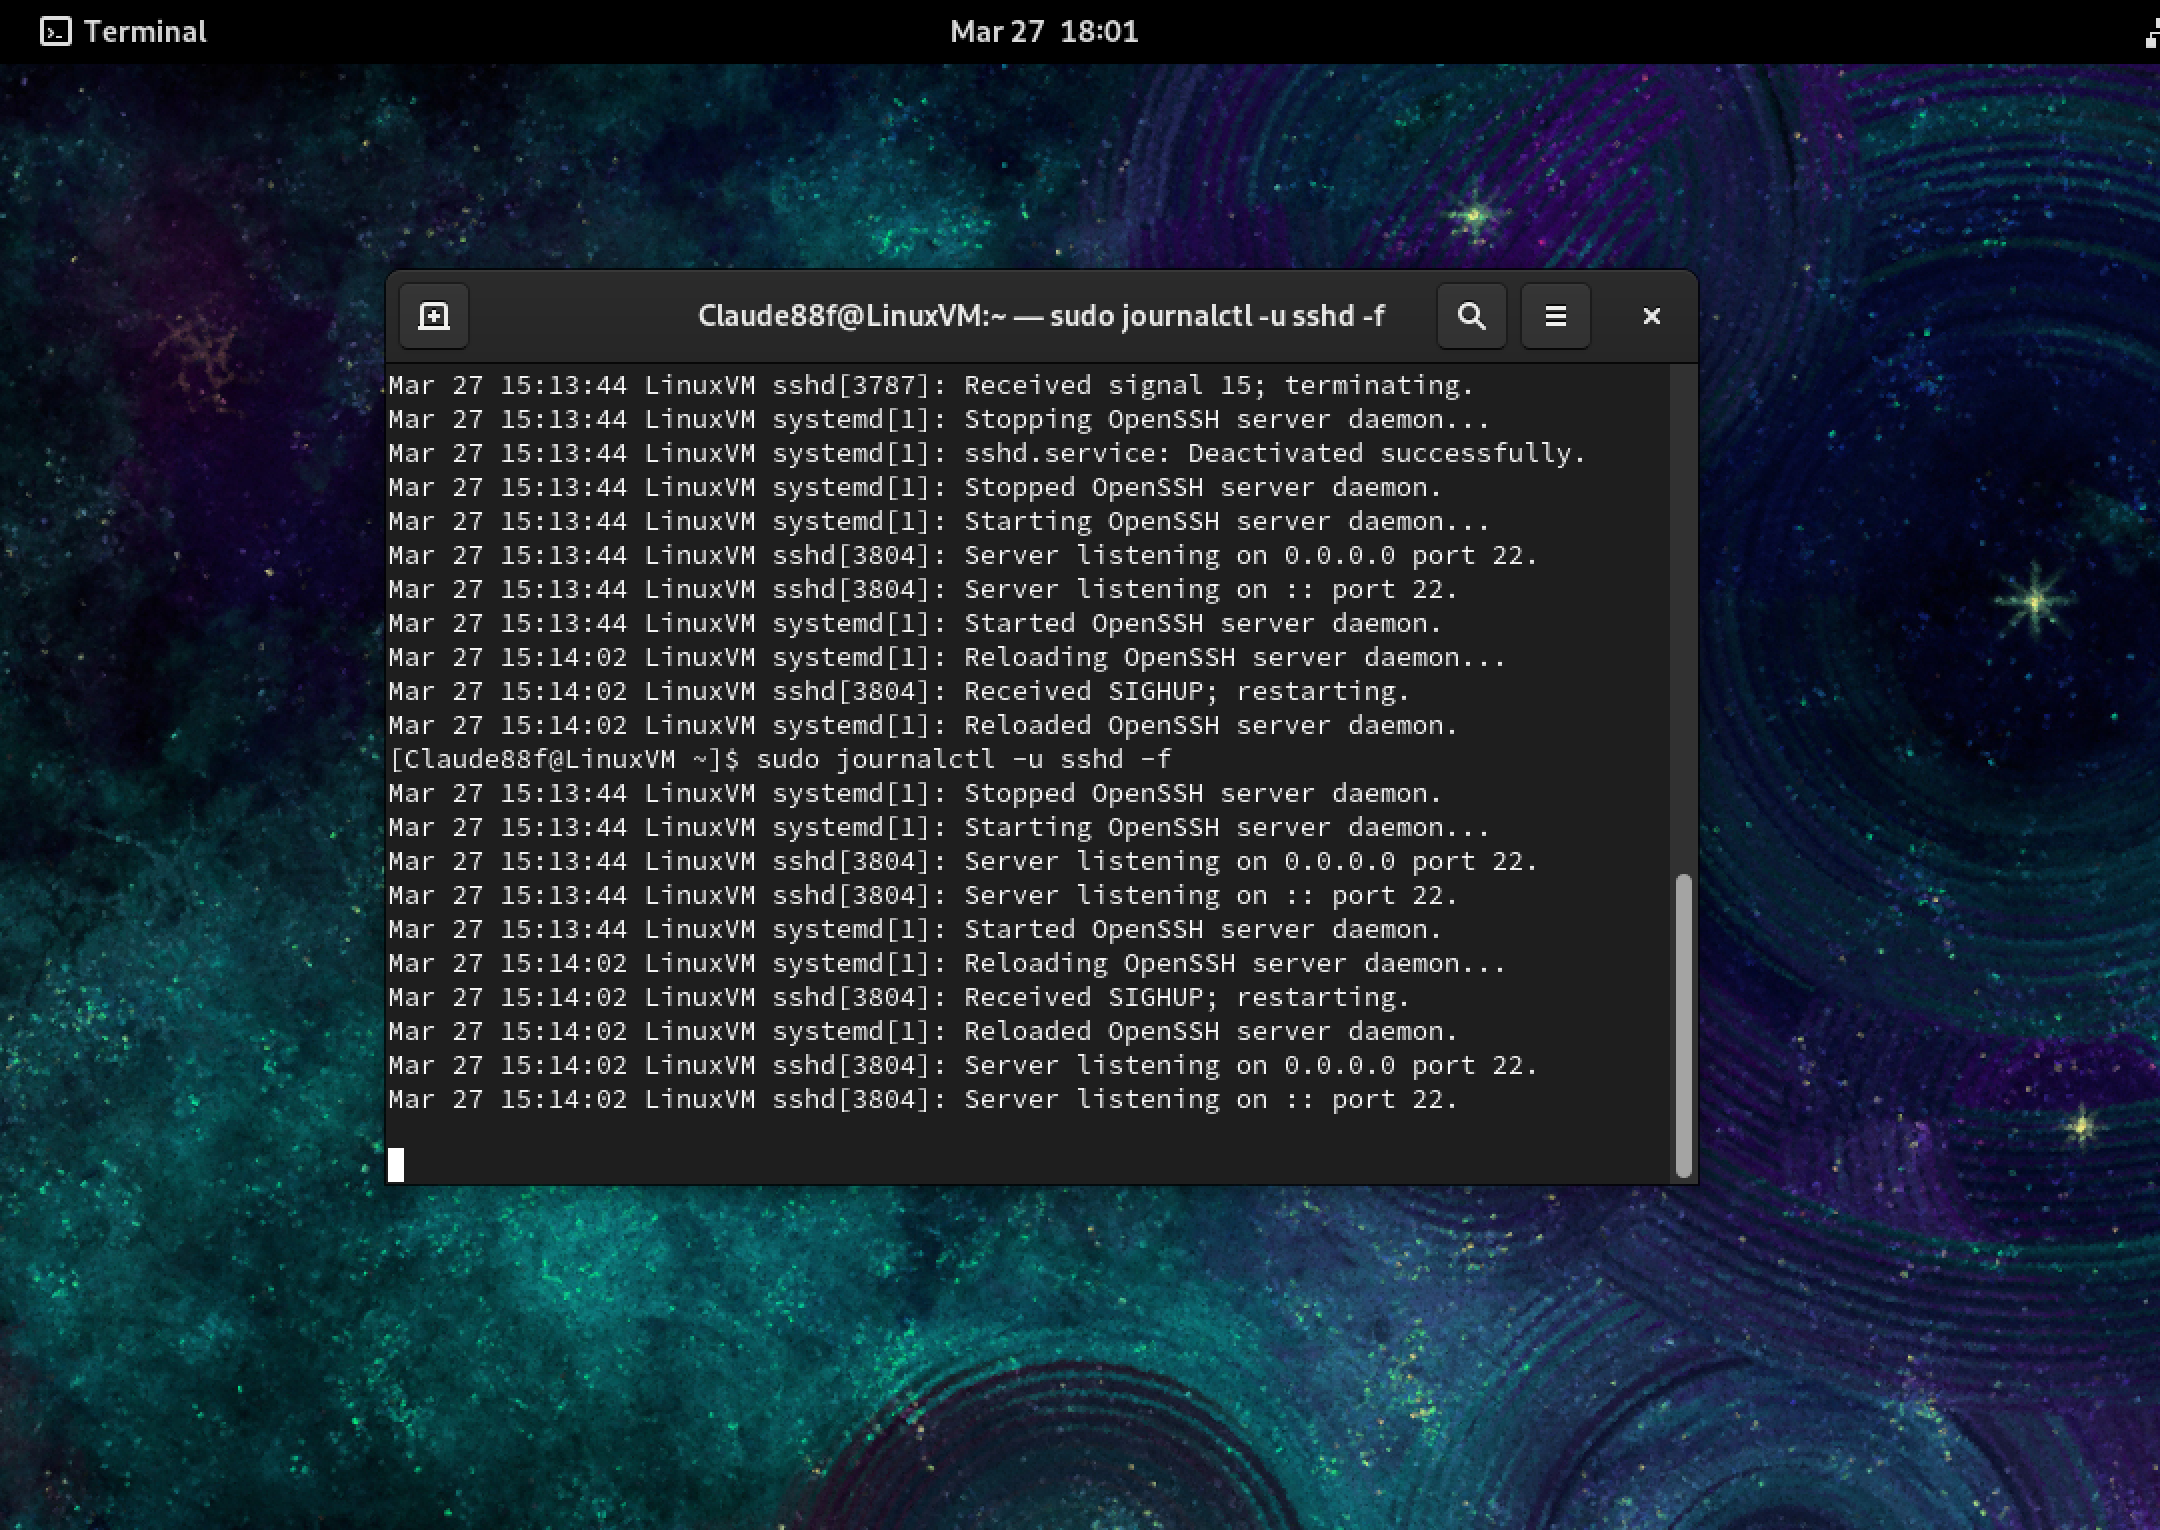 Terminal
Mar 27 18:01
Claude88f@LinuxVM:~ — sudo journalctl -u sshd -f
Mar 27 15:13:44 LinuxVM sshd[3787]: Received signal 15; terminating.
Mar 27 15:13:44 LinuxVM systemd[1]: Stopping OpenSSH server daemon...
Mar 27 15:13:44 LinuxVM systemd[1]: sshd.service: Deactivated successfully.
Mar 27 15:13:44 LinuxVM systemd[1]: Stopped OpenSSH server daemon.
Mar 27 15:13:44 LinuxVM systemd[1]: Starting OpenSSH server daemon...
Mar 27 15:13:44 LinuxVM sshd[3804]: Server listening on 0.0.0.0 port 22.
Mar 27 15:13:44 LinuxVM sshd[3804]: Server listening on :: port 22.
Mar 27 15:13:44 LinuxVM systemd[1]: Started OpenSSH server daemon.
Mar 27 15:14:02 LinuxVM systemd[1]: Reloading OpenSSH server daemon...
Mar 27 15:14:02 LinuxVM sshd[3804]: Received SIGHUP; restarting.
Mar 27 15:14:02 LinuxVM systemd[1]: Reloaded OpenSSH server daemon.
[Claude88f@LinuxVM ~]$ sudo journalctl -u sshd -f
Mar 27 15:13:44 LinuxVM systemd[1]: Stopped OpenSSH server daemon.
Mar 27 15:13:44 LinuxVM systemd[1]: Starting OpenSSH server daemon...
Mar 27 15:13:44 LinuxVM sshd[3804]: Server listening on 0.0.0.0 port 22.
Mar 27 15:13:44 LinuxVM sshd[3804]: Server listening on :: port 22.
Mar 27 15:13:44 LinuxVM systemd[1]: Started OpenSSH server daemon.
Mar 27 15:14:02 LinuxVM systemd[1]: Reloading OpenSSH server daemon...
Mar 27 15:14:02 LinuxVM sshd[3804]: Received SIGHUP; restarting.
Mar 27 15:14:02 LinuxVM systemd[1]: Reloaded OpenSSH server daemon.
Mar 27 15:14:02 LinuxVM sshd[3804]: Server listening on 0.0.0.0 port 22.
Mar 27 15:14:02 LinuxVM sshd[3804]: Server listening on :: port 22.